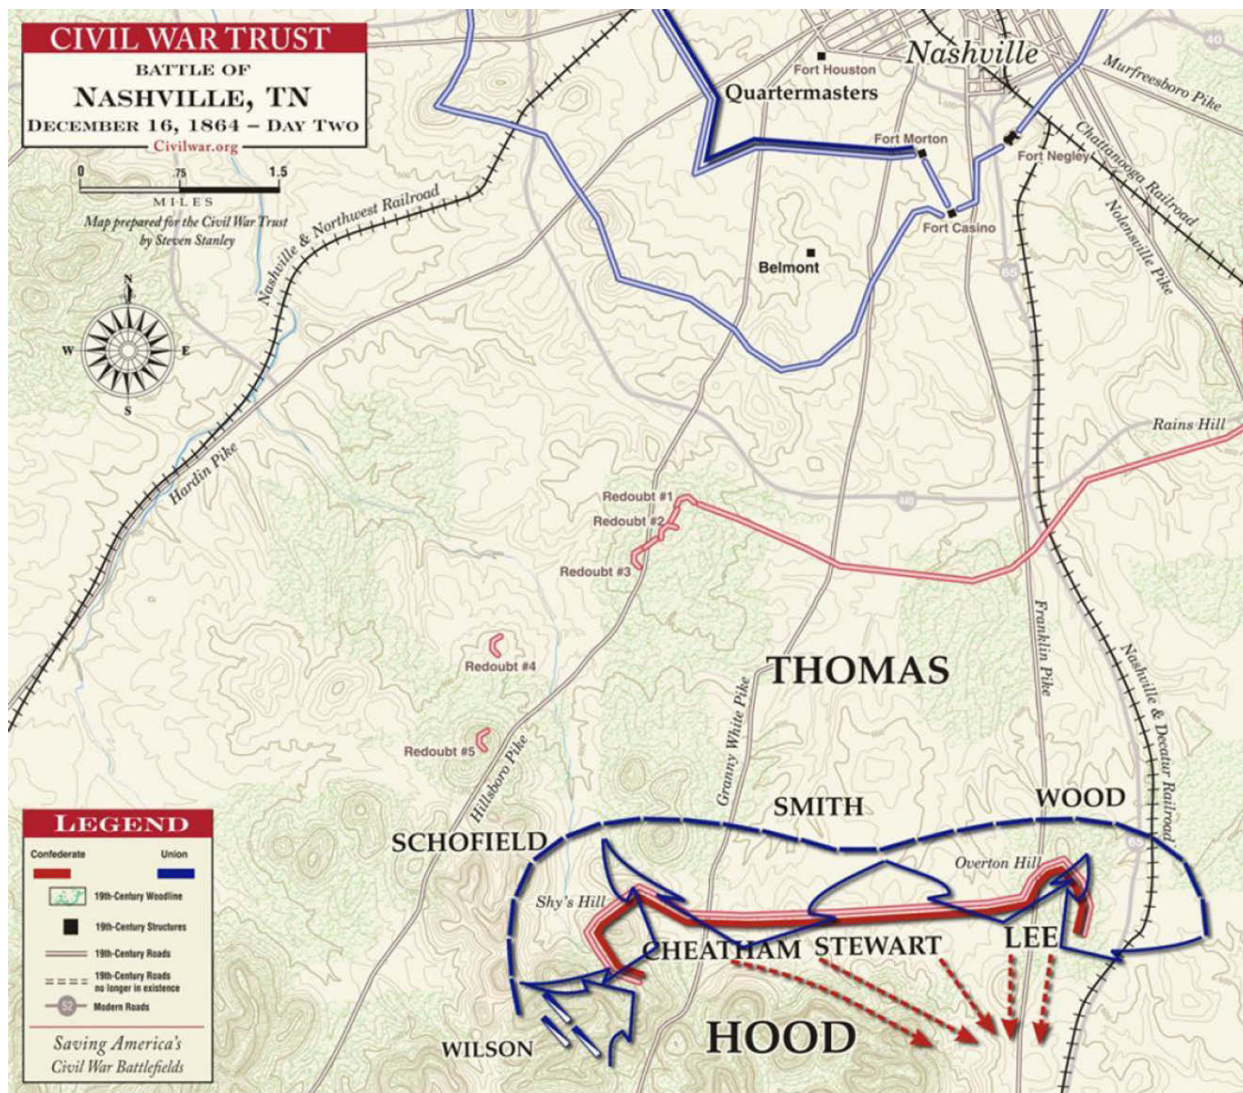 CIVIL WAR TRUST
BATTLE OF
NASHVILLE, TN
DECEMBER 16, 1864 – DAY TWO
Civilwar.org
0 .75 1.5
MILES
Map prepared for the Civil War Trust
by Steven Stanley
N
W E
S
Nashville
Fort Houston
Quartermasters
Fort Morton
Fort Negley
Fort Casino
Belmont
40
Murfreesboro Pike
Chattanooga Railroad
Nolensville Pike
65
Nashville & Northwest Railroad
Hardin Pike
Rains Hill
Redoubt #1
Redoubt #2
Redoubt #3
Redoubt #4
Redoubt #5
Hillsboro Pike
Granny White Pike
Franklin Pike
Nashville & Decatur Railroad
THOMAS
SCHOFIELD
SMITH
WOOD
Shy's Hill
Overton Hill
CHEATHAM
STEWART
LEE
WILSON
HOOD
LEGEND
Confederate
Union
19th-Century Woodline
19th-Century Structures
19th-Century Roads
19th-Century Roads
no longer in existence
52 Modern Roads
Saving America's
Civil War Battlefields